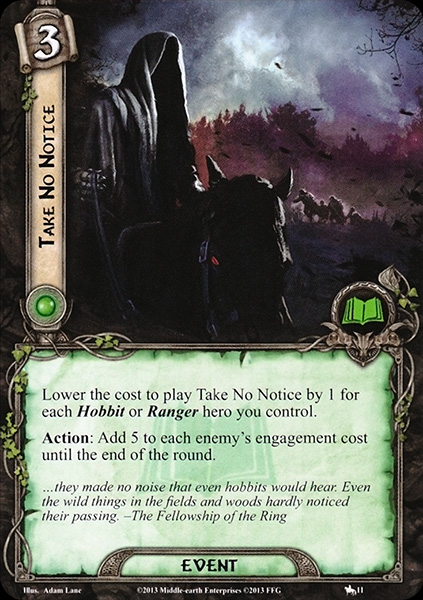 3
Take No Notice
Lower the cost to play Take No Notice by 1 for
each Hobbit or Ranger hero you control.
Action: Add 5 to each enemy's engagement cost
until the end of the round.
...they made no noise that even hobbits would hear. Even
the wild things in the fields and woods hardly noticed
their passing. –The Fellowship of the Ring
EVENT
Illus. Adam Lane
©2013 Middle-earth Enterprises ©2013 FFG
11